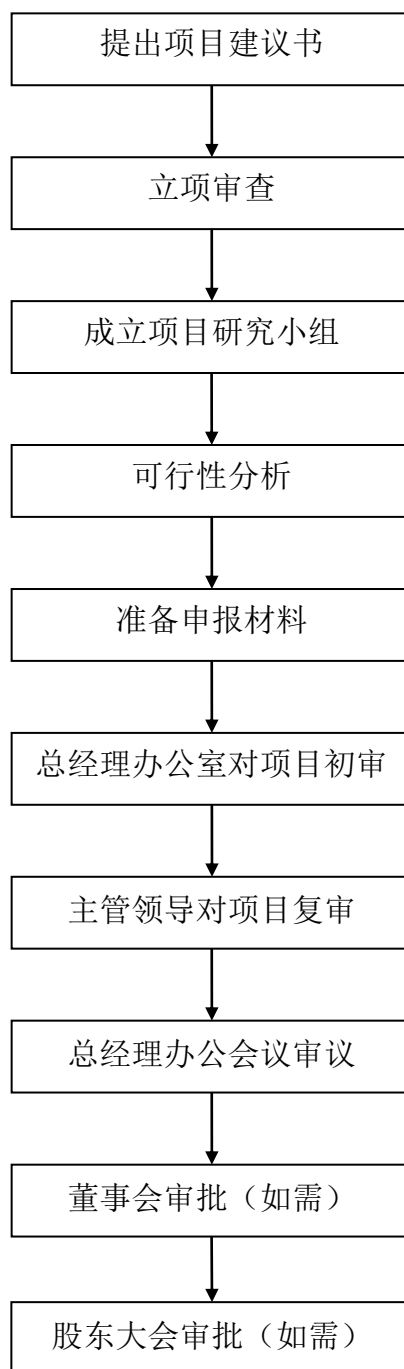 提出项目建议书
立项审查
成立项目研究小组
可行性分析
准备申报材料
总经理办公室对项目初审
主管领导对项目复审
总经理办公会议审议
董事会审批（如需）
股东大会审批（如需）